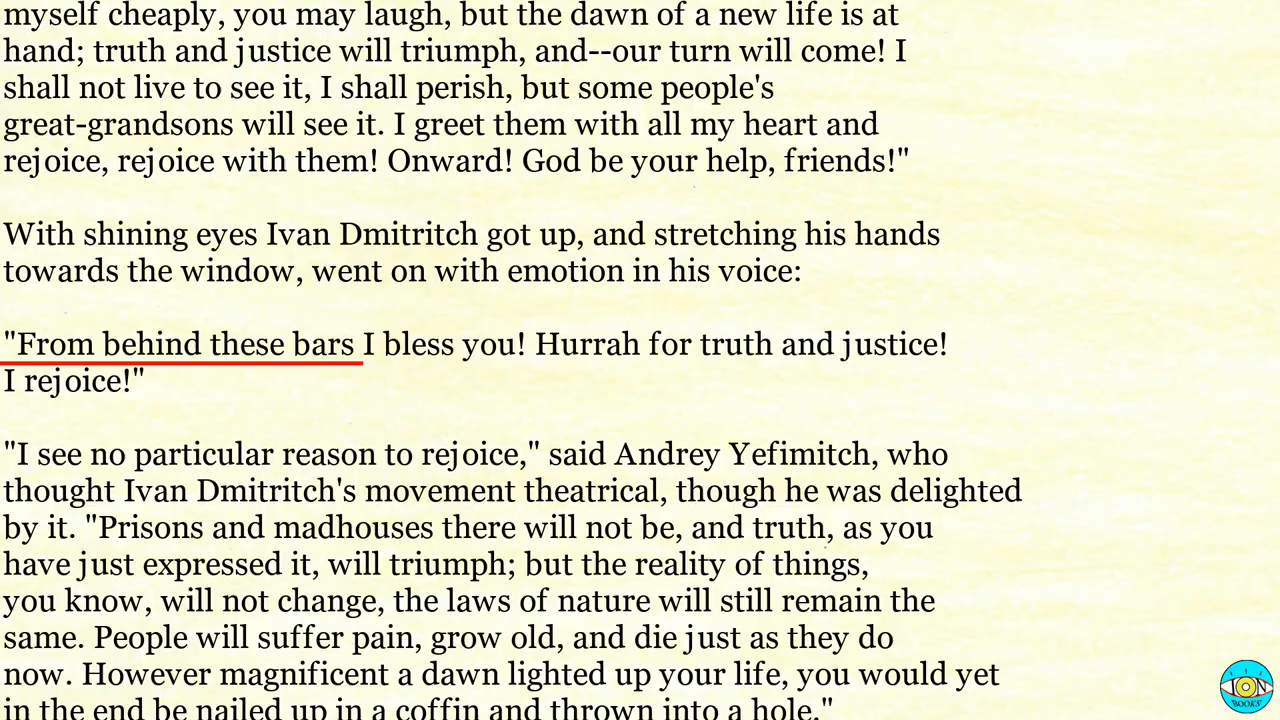 myself cheaply, you may laugh, but the dawn of a new life is at
hand; truth and justice will triumph, and--our turn will come! I
shall not live to see it, I shall perish, but some people's
great-grandsons will see it. I greet them with all my heart and
rejoice, rejoice with them! Onward! God be your help, friends!"
With shining eyes Ivan Dmitritch got up, and stretching his hands
towards the window, went on with emotion in his voice:
"From behind these bars I bless you! Hurrah for truth and justice!
I rejoice!"
"I see no particular reason to rejoice," said Andrey Yefimitch, who
thought Ivan Dmitritch's movement theatrical, though he was delighted
by it. "Prisons and madhouses there will not be, and truth, as you
have just expressed it, will triumph; but the reality of things,
you know, will not change, the laws of nature will still remain the
same. People will suffer pain, grow old, and die just as they do
now. However magnificent a dawn lighted up your life, you would yet
in the end be nailed up in a coffin and thrown into a hole."
ION
BOOKS